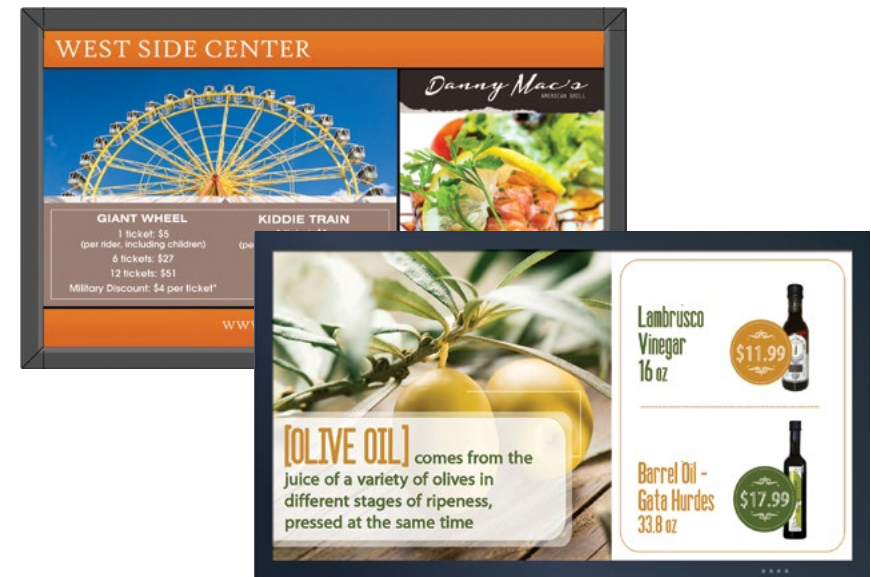 WEST SIDE CENTER
Danny Mac's
AMERICAN GRILL
GIANT WHEEL
1 ticket: $5
(per rider, including children)
6 tickets: $27
12 tickets: $51
Military Discount: $4 per ticket*
KIDDIE TRAIN
(pe
www
[OLIVE OIL] comes from the
juice of a variety of olives in
different stages of ripeness,
pressed at the same time
Lambrusco
Vinegar
16 oz
$11.99
Barrel Oil -
Gata Hurdes
33.8 oz
$17.99